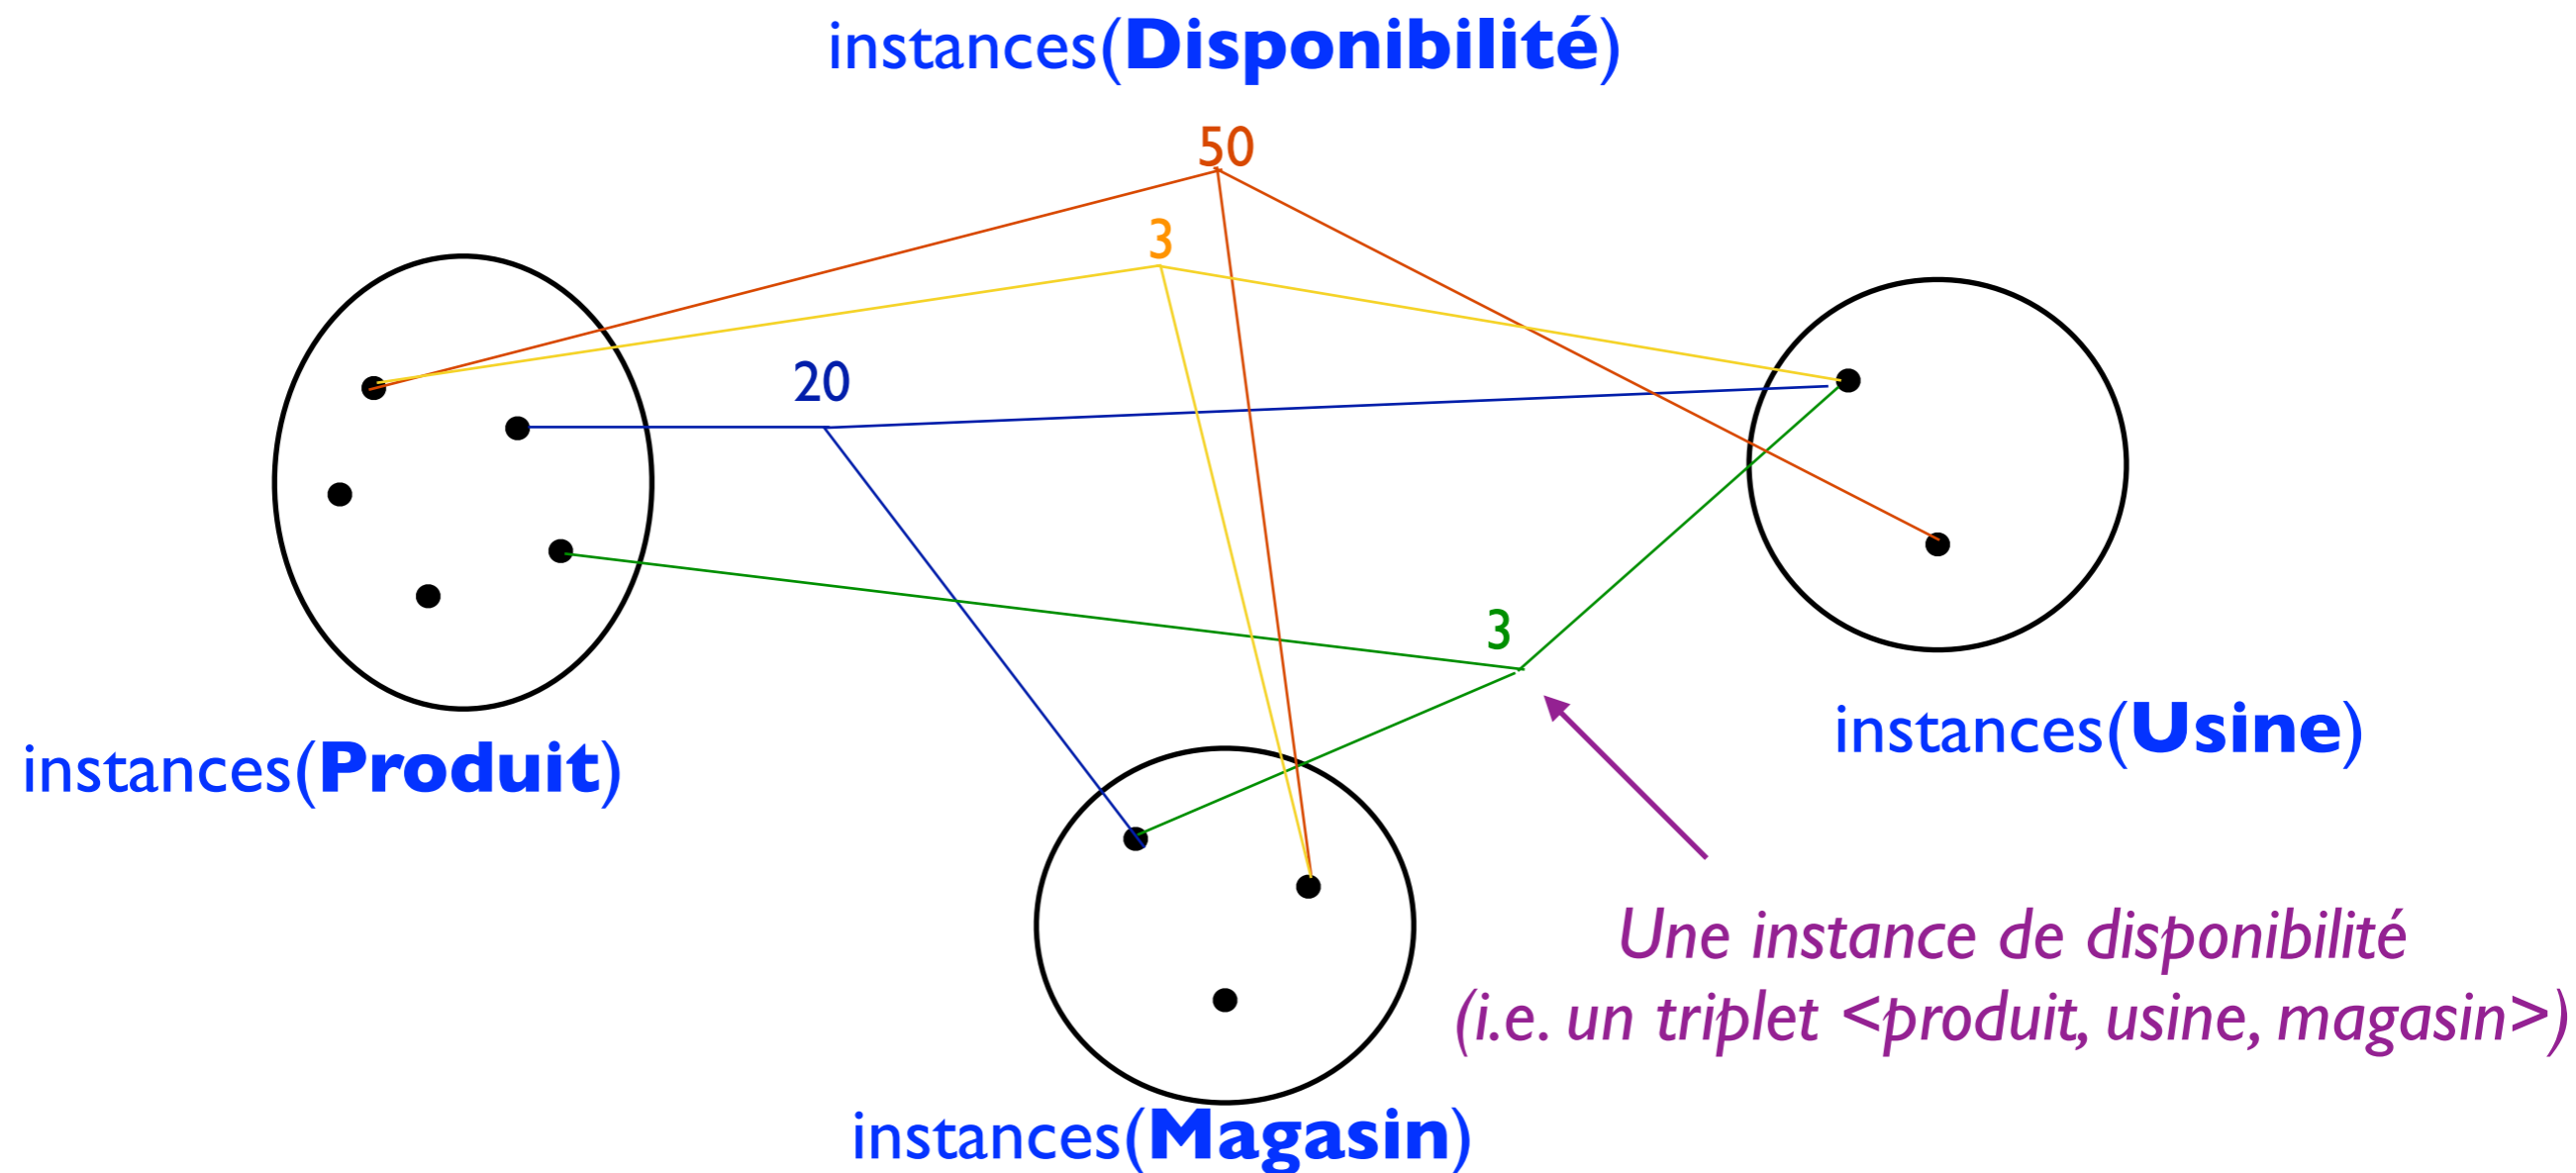 instances(Disponibilité)
50
3
20
3
instances(Usine)
instances(Produit)
Une instance de disponibilité
(i.e. un triplet <produit, usine, magasin>)
instances(Magasin)